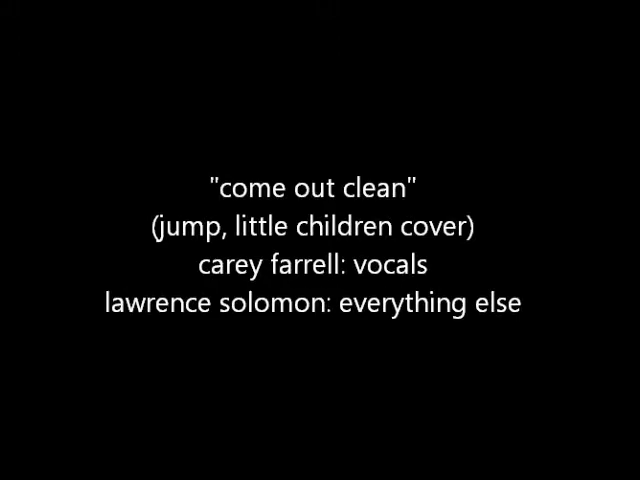 "come out clean"
(jump, little children cover)
carey farrell: vocals
lawrence solomon: everything else